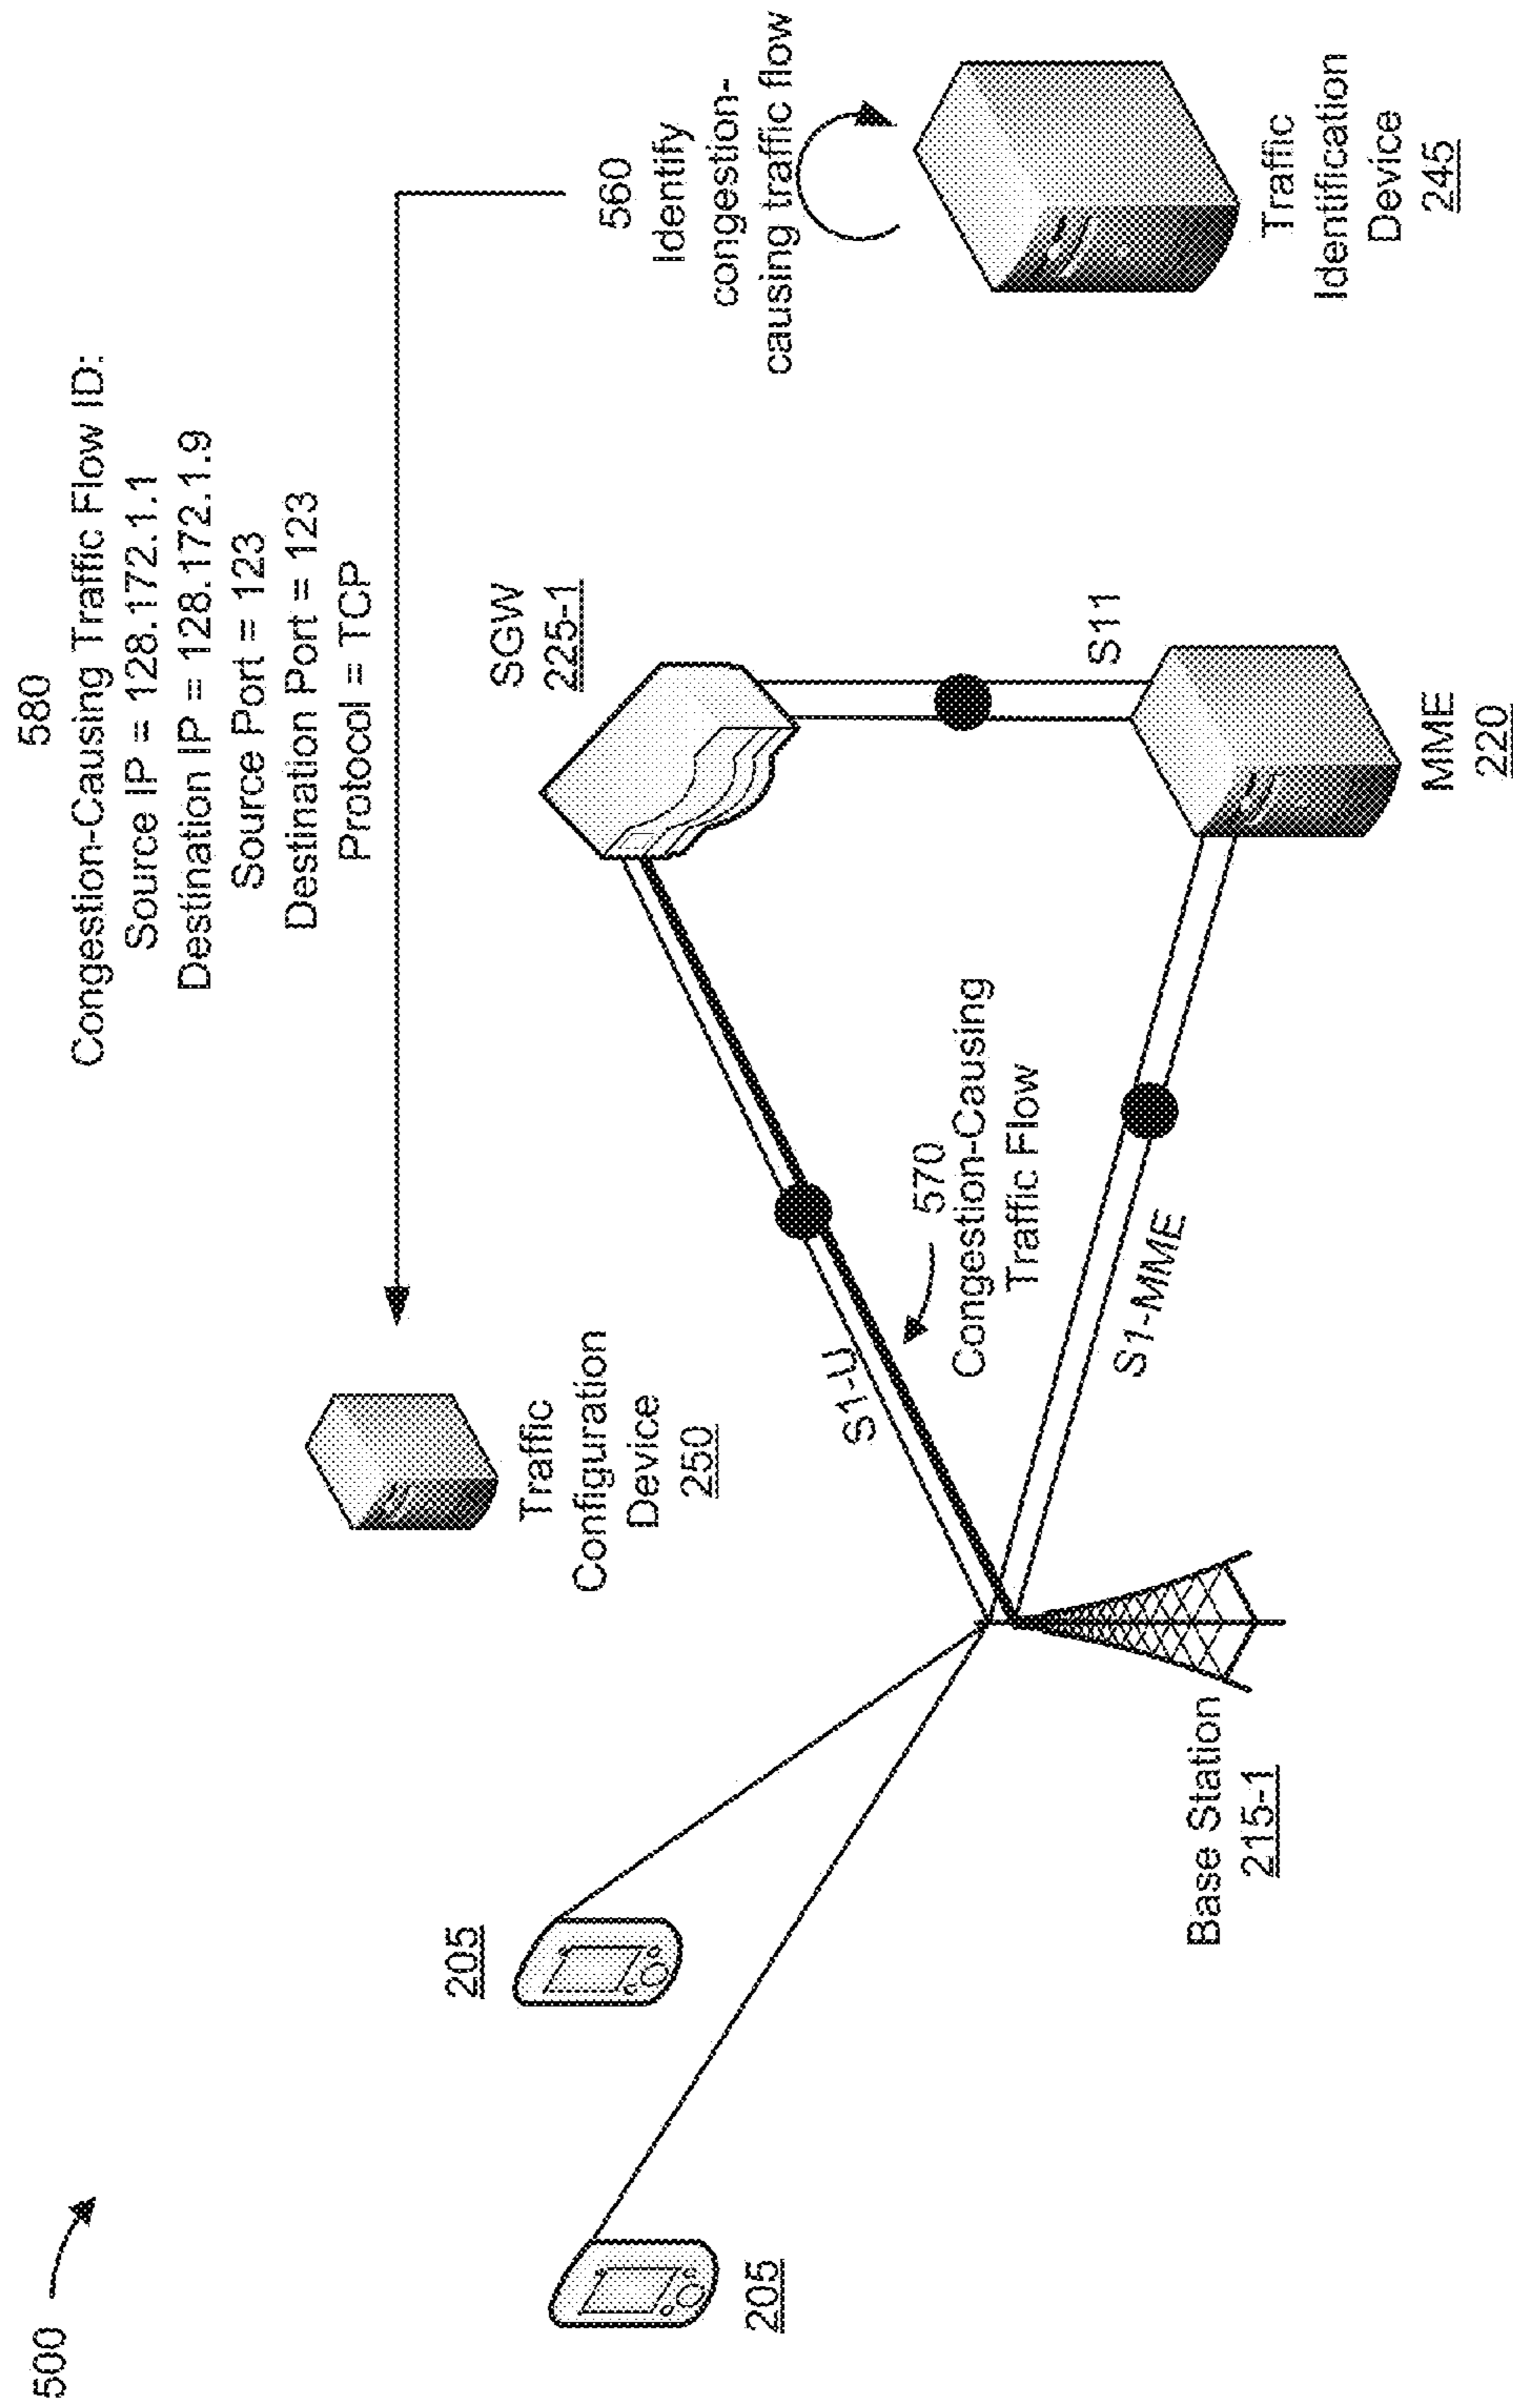 500
580
Congestion-Causing Traffic Flow ID:
Source IP = 128.172.1.1
Destination IP = 128.172.1.9
Source Port = 123
Destination Port = 123
Protocol = TCP
Traffic
Configuration
Device
250
560
Identify
congestion-
causing traffic flow
Traffic
Identification
Device
245
SGW
225-1
205
205
S1-U
570
Congestion-Causing
Traffic Flow
S11
S1-MME
Base Station
215-1
MME
220